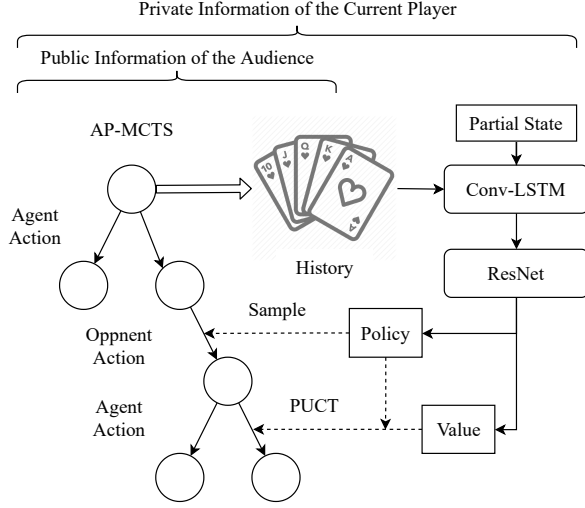 Private Information of the Current Player
Public Information of the Audience
AP-MCTS
Partial State
10
J
Q
K
A
A
Conv-LSTM
Agent
Action
History
ResNet
Sample
Oppnent
Action
Policy
Agent
Action
PUCT
Value